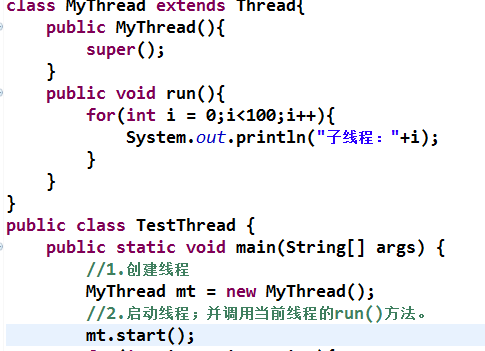 class MyThread extends Thread{
public MyThread(){
super();
}
public void run(){
for(int i = 0;i<100;i++){
System.out.println("子线程："+i);
}
}
}
public class TestThread {
public static void main(String[] args) {
//1.创建线程
MyThread mt = new MyThread();
//2.启动线程；并调用当前线程的run()方法。
mt.start();